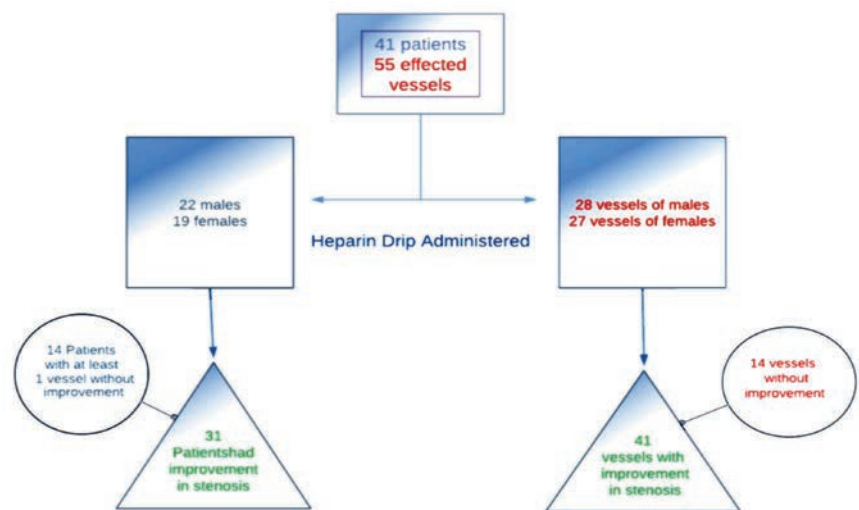 41 patients
55 effected
vessels
22 males
19 females
28 vessels of males
27 vessels of females
Heparin Drip Administered
14 Patients
with at least
1 vessel without
improvement
31
Patientshad
improvement
in stenosis
41
vessels with
improvement
in stenosis
14 vessels
without
improvement